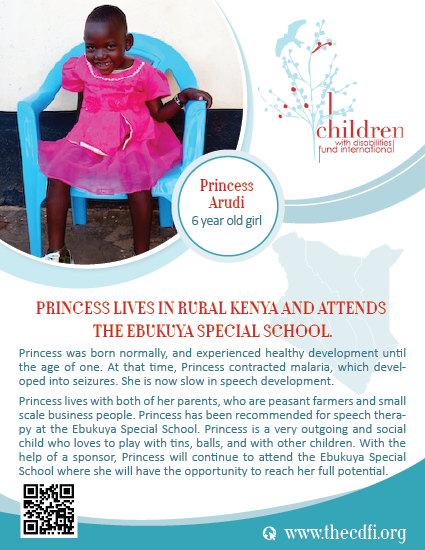 children
with disabilities
fund international
Princess
Arudi
6 year old girl
PRINCESS LIVES IN RURAL KENYA AND ATTENDS
THE EBUKUYA SPECIAL SCHOOL.
Princess was born normally, and experienced healthy development until
the age of one. At that time, Princess contracted malaria, which devel-
oped into seizures. She is now slow in speech development.
Princess lives with both of her parents, who are peasant farmers and small
scale business people. Princess has been recommended for speech thera-
py at the Ebukuya Special School. Princess is a very outgoing and social
child who loves to play with tins, balls, and with other children. With the
help of a sponsor, Princess will continue to attend the Ebukuya Special
School where she will have the opportunity to reach her full potential.
www.thecdfi.org